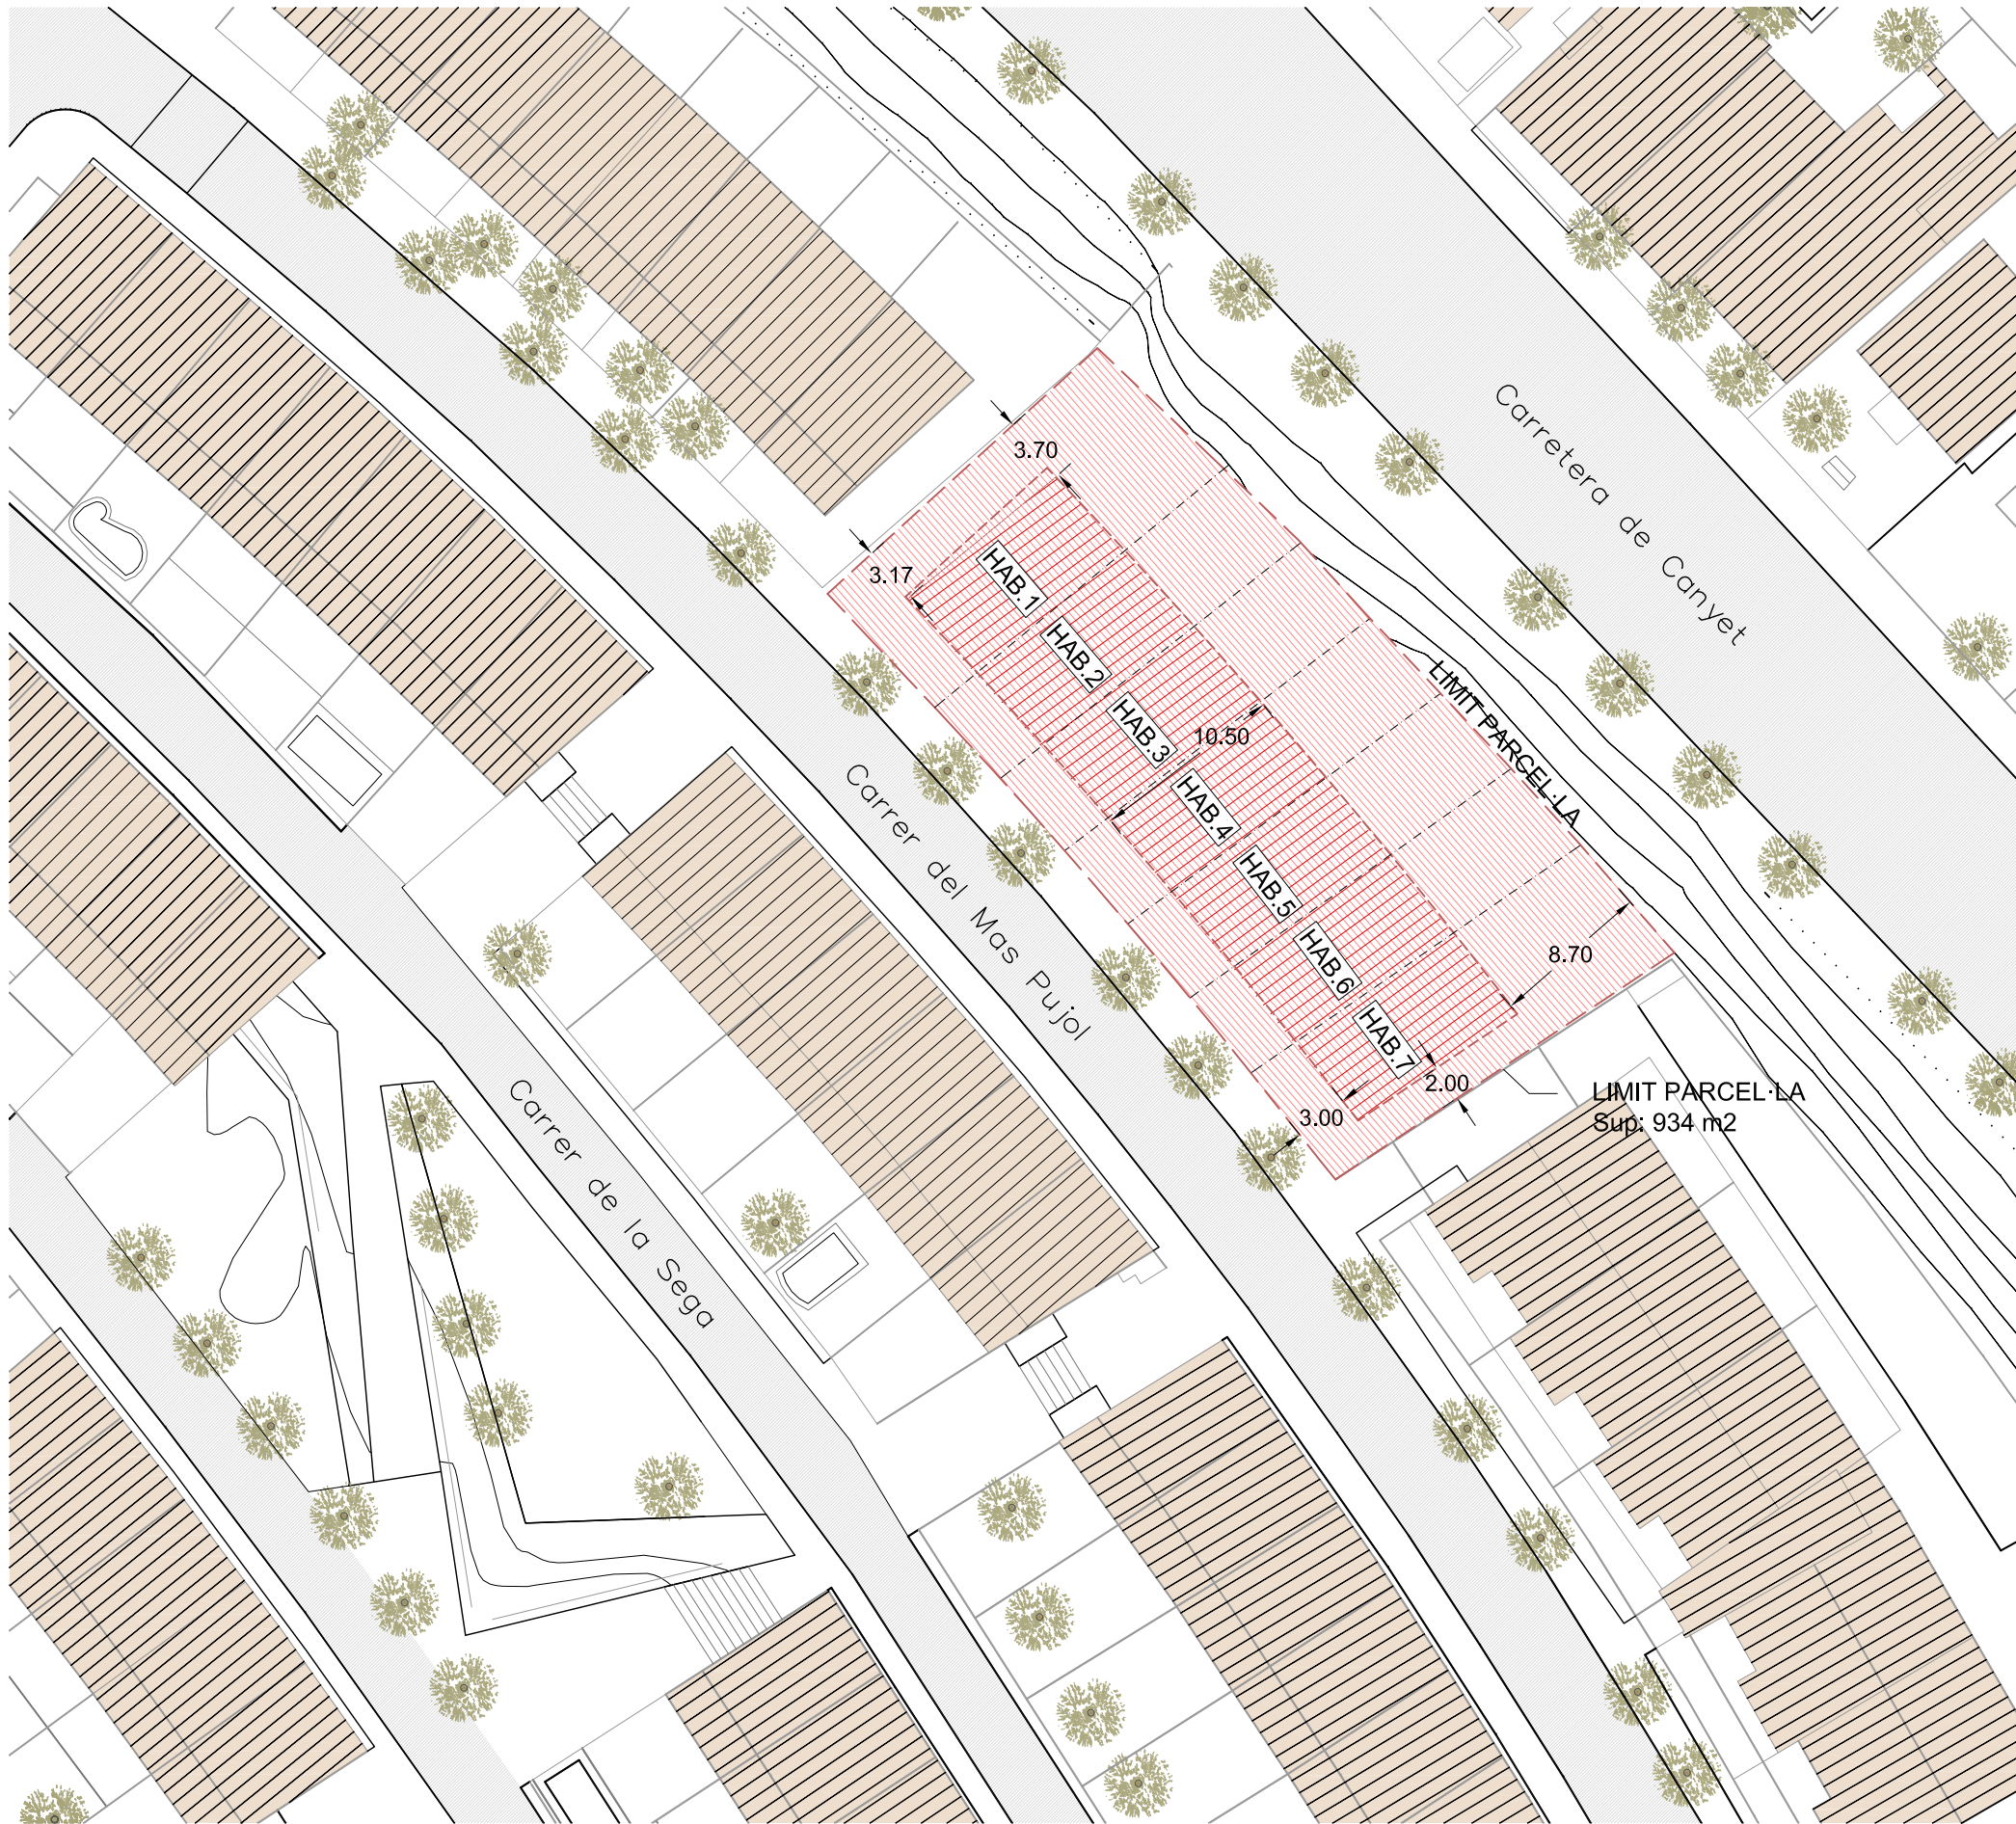 Carretera de Canyet
3.70
3.17
HAB.1
HAB.2
HAB.3
10.50
HAB.4
HAB.5
HAB.6
HAB.7
LIMIT PARCEL·LA
8.70
2.00
3.00
LIMIT PARCEL·LA
Sup: 934 m2
Carrer del Mas Pujol
Carrer de la Sega